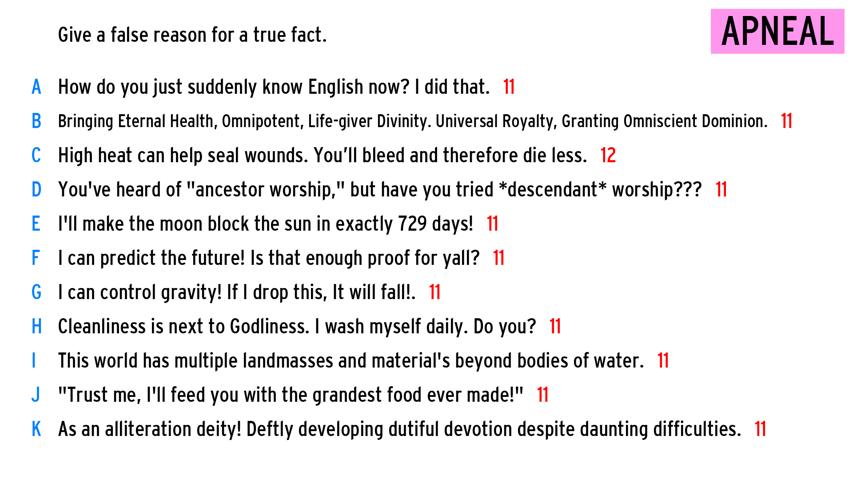 Give a false reason for a true fact.
APNEAL
A How do you just suddenly know English now? I did that. 11
B Bringing Eternal Health, Omnipotent, Life-giver Divinity. Universal Royalty, Granting Omniscient Dominion. 11
C High heat can help seal wounds. You'll bleed and therefore die less. 12
D You've heard of "ancestor worship," but have you tried *descendant* worship??? 11
E I'll make the moon block the sun in exactly 729 days! 11
F I can predict the future! Is that enough proof for yall? 11
G I can control gravity! If I drop this, It will fall!. 11
H Cleanliness is next to Godliness. I wash myself daily. Do you? 11
I This world has multiple landmasses and material's beyond bodies of water. 11
J "Trust me, I'll feed you with the grandest food ever made!" 11
K As an alliteration deity! Deftly developing dutiful devotion despite daunting difficulties. 11